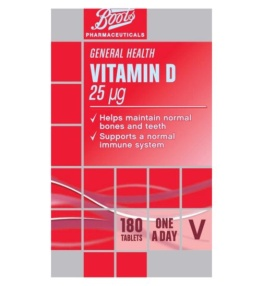 Boots
PHARMACEUTICALS
GENERAL HEALTH
VITAMIN D
25 µg
✓ Helps maintain normal
bones and teeth
✓ Supports a normal
immune system
180
TABLETS
ONE
A DAY
V